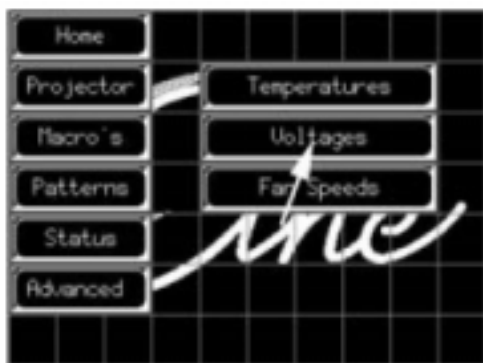 Home
Projector
Macro's
Patterns
Status
Advanced
Temperatures
Voltages
Fan Speeds